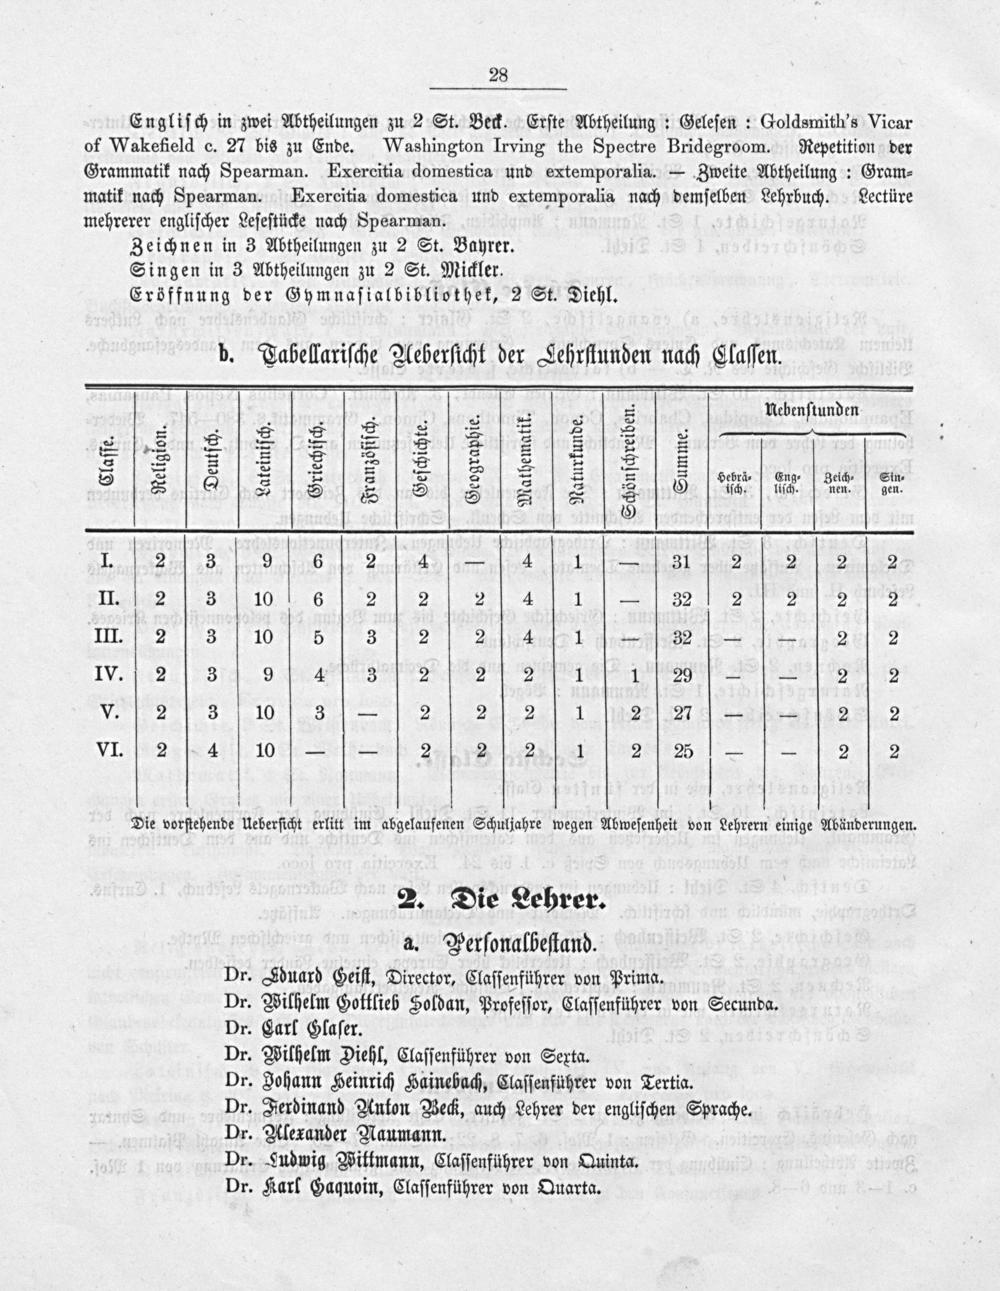 28
Englisch in zwei Abtheilungen zu 2 St. Beck. Erste Abtheilung : Gelesen : Goldsmith's Vicar
of Wakefield c. 27 bis zu Ende. Washington Irving the Spectre Bridegroom. Repetition der
Grammatik nach Spearman. Exercitia domestica und extemporalia. — Zweite Abtheilung : Gram-
matik nach Spearman. Exercitia domestica und extemporalia nach demselben Lehrbuch. Lectüre
mehrerer englischer Lesestücke nach Spearman.
Zeichnen in 3 Abtheilungen zu 2 St. Bayrer.
Singen in 3 Abtheilungen zu 2 St. Mickler.
Eröffnung der Gymnasialbibliothek, 2 St. Diehl.
b. Tabellarische Uebersicht der Lehrstunden nach Classen.
Classe. Religion. Deutsch. Lateinisch. Griechisch. Französisch. Geschichte. Geographie. Mathematik. Naturkunde. Schönschreiben. Summe. Nebenstunden
Hebrä-isch. Eng-lisch. Zeich-nen. Sin-gen.
I. 2 3 9 6 2 4 — 4 1 — 31 2 2 2 2
II. 2 3 10 6 2 2 2 4 1 — 32 2 2 2 2
III. 2 3 10 5 3 2 2 4 1 — 32 — — 2 2
IV. 2 3 9 4 3 2 2 2 1 1 29 — — 2 2
V. 2 3 10 3 — 2 2 2 1 2 27 — — 2 2
VI. 2 4 10 — — 2 2 2 1 2 25 — — 2 2
Die vorstehende Uebersicht erlitt im abgelaufenen Schuljahre wegen Abwesenheit von Lehrern einige Abänderungen.
2. Die Lehrer.
a. Personalbestand.
Dr. Eduard Geist, Director, Classenführer von Prima.
Dr. Wilhelm Gottlieb Soldan, Professor, Classenführer von Secunda.
Dr. Carl Glaser.
Dr. Wilhelm Diehl, Classenführer von Sexta.
Dr. Johann Heinrich Hainebach, Classenführer von Tertia.
Dr. Ferdinand Anton Beck, auch Lehrer der englischen Sprache.
Dr. Alexander Naumann.
Dr. Ludwig Wittmann, Classenführer von Quinta.
Dr. Karl Gaquoin, Classenführer von Quarta.